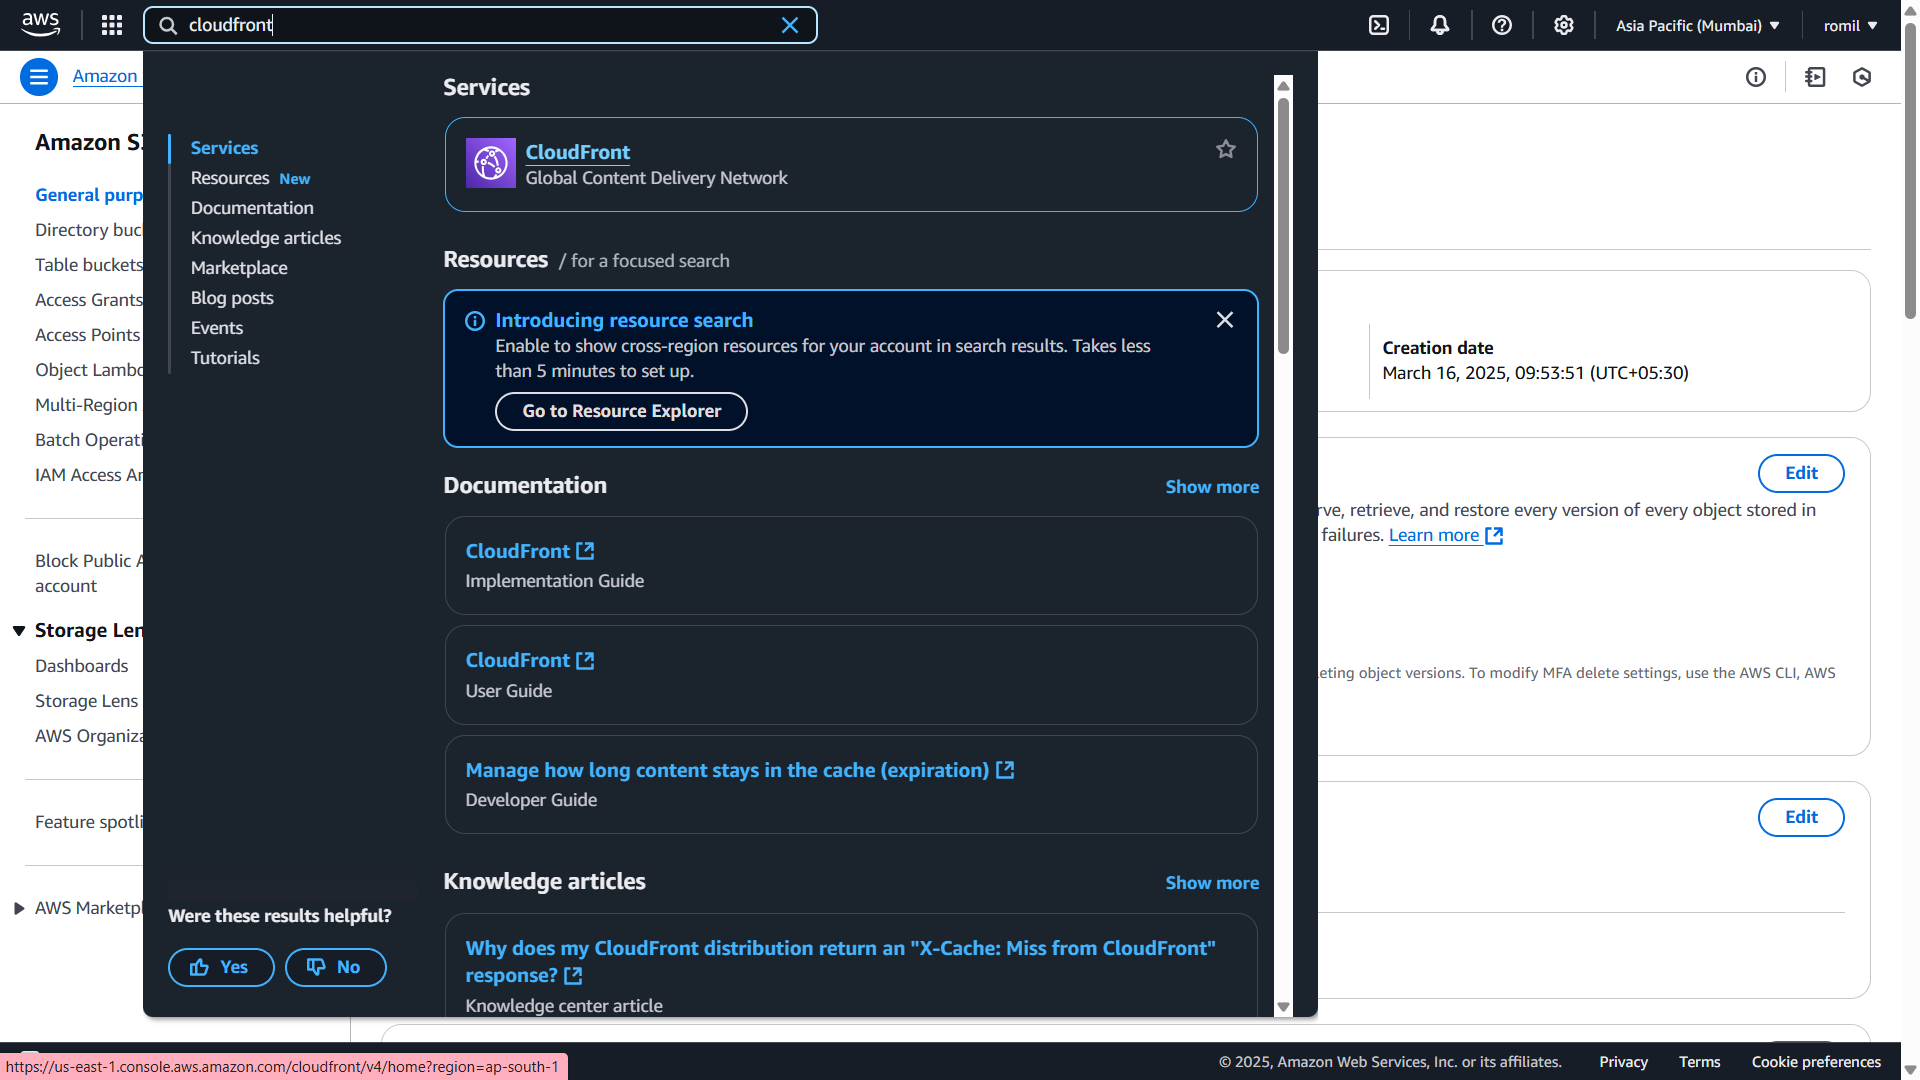 aws
cloudfront
Asia Pacific (Mumbai)
romil
Amazon
Amazon S3
General purp
Directory buc
Table buckets
Access Grants
Access Points
Object Lambd
Multi-Region
Batch Operati
IAM Access An
Block Public A
account
Storage Len
Dashboards
Storage Lens
AWS Organiza
Feature spotli
AWS Marketpl
Services
Resources New
Documentation
Knowledge articles
Marketplace
Blog posts
Events
Tutorials
Were these results helpful?
Yes
No
Services
CloudFront
Global Content Delivery Network
Resources / for a focused search
Introducing resource search
Enable to show cross-region resources for your account in search results. Takes less
than 5 minutes to set up.
Go to Resource Explorer
Documentation
Show more
CloudFront
Implementation Guide
CloudFront
User Guide
Manage how long content stays in the cache (expiration)
Developer Guide
Knowledge articles
Show more
Why does my CloudFront distribution return an "X-Cache: Miss from CloudFront"
response?
Knowledge center article
Creation date
March 16, 2025, 09:53:51 (UTC+05:30)
Edit
rve, retrieve, and restore every version of every object stored in
failures. Learn more
eting object versions. To modify MFA delete settings, use the AWS CLI, AWS
Edit
https://us-east-1.console.aws.amazon.com/cloudfront/v4/home?region=ap-south-1
© 2025, Amazon Web Services, Inc. or its affiliates.
Privacy
Terms
Cookie preferences